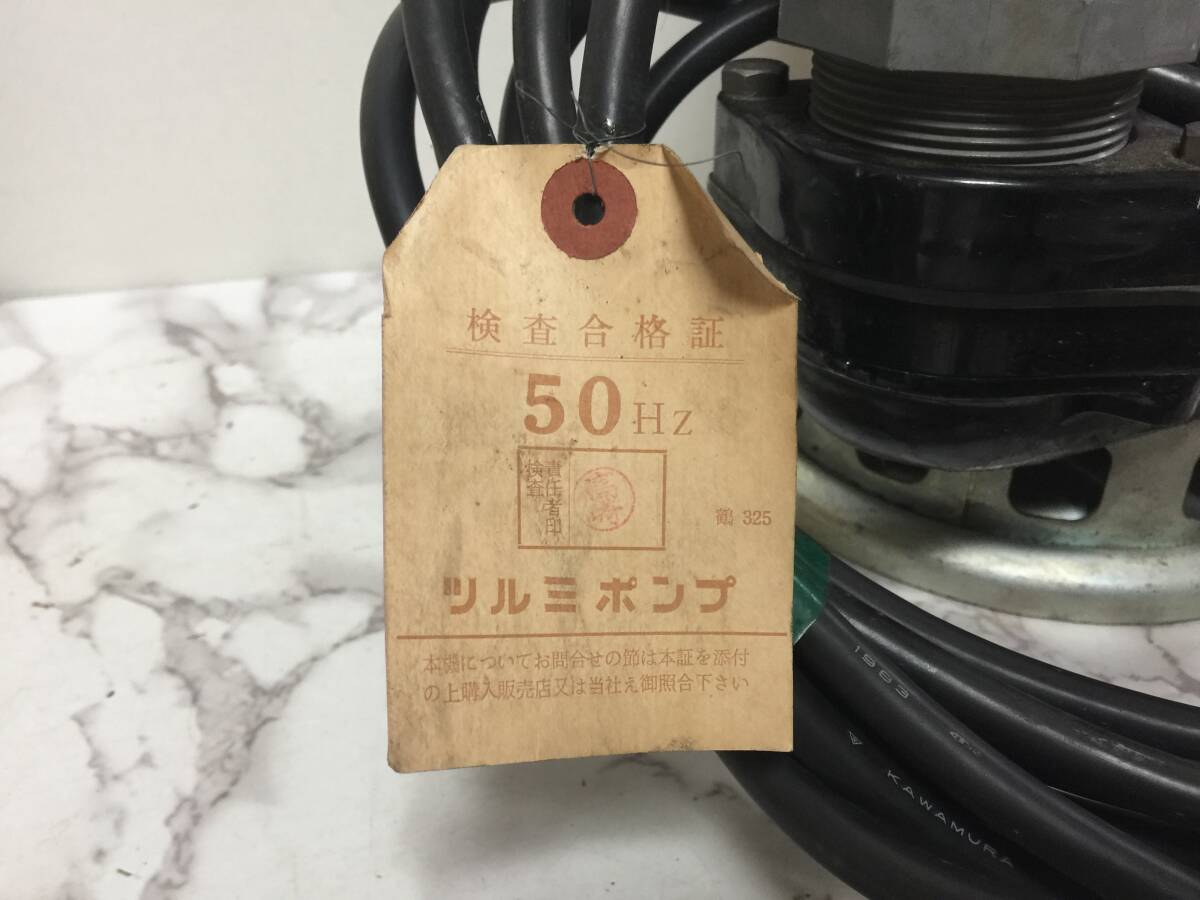 検査合格証
50Hz
検査
責任者印
鶴 325
ツルミポンプ
本機についてお問合せの節は本証を添付
の上購入販売店又は当社え御照合下さい
1983
KAWAMURA